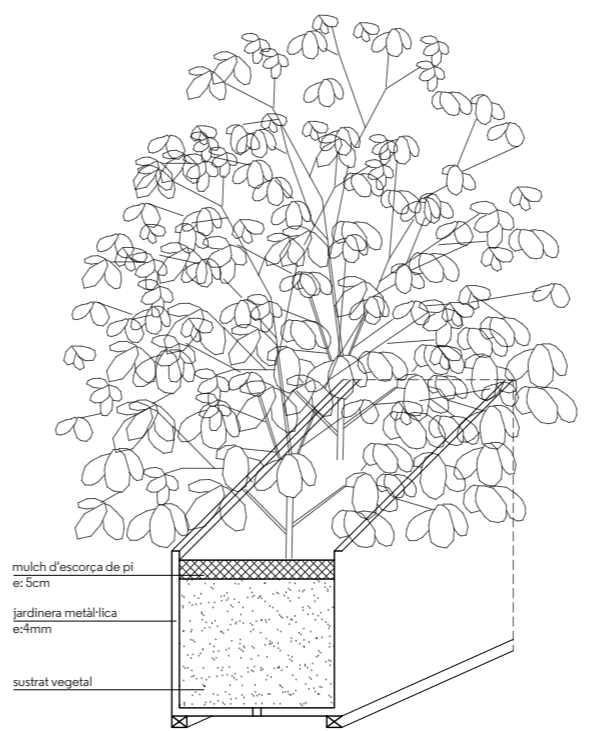 mulch d'escorça de pi
e: 5cm
jardinera metàl·lica
e:4mm
sustrat vegetal